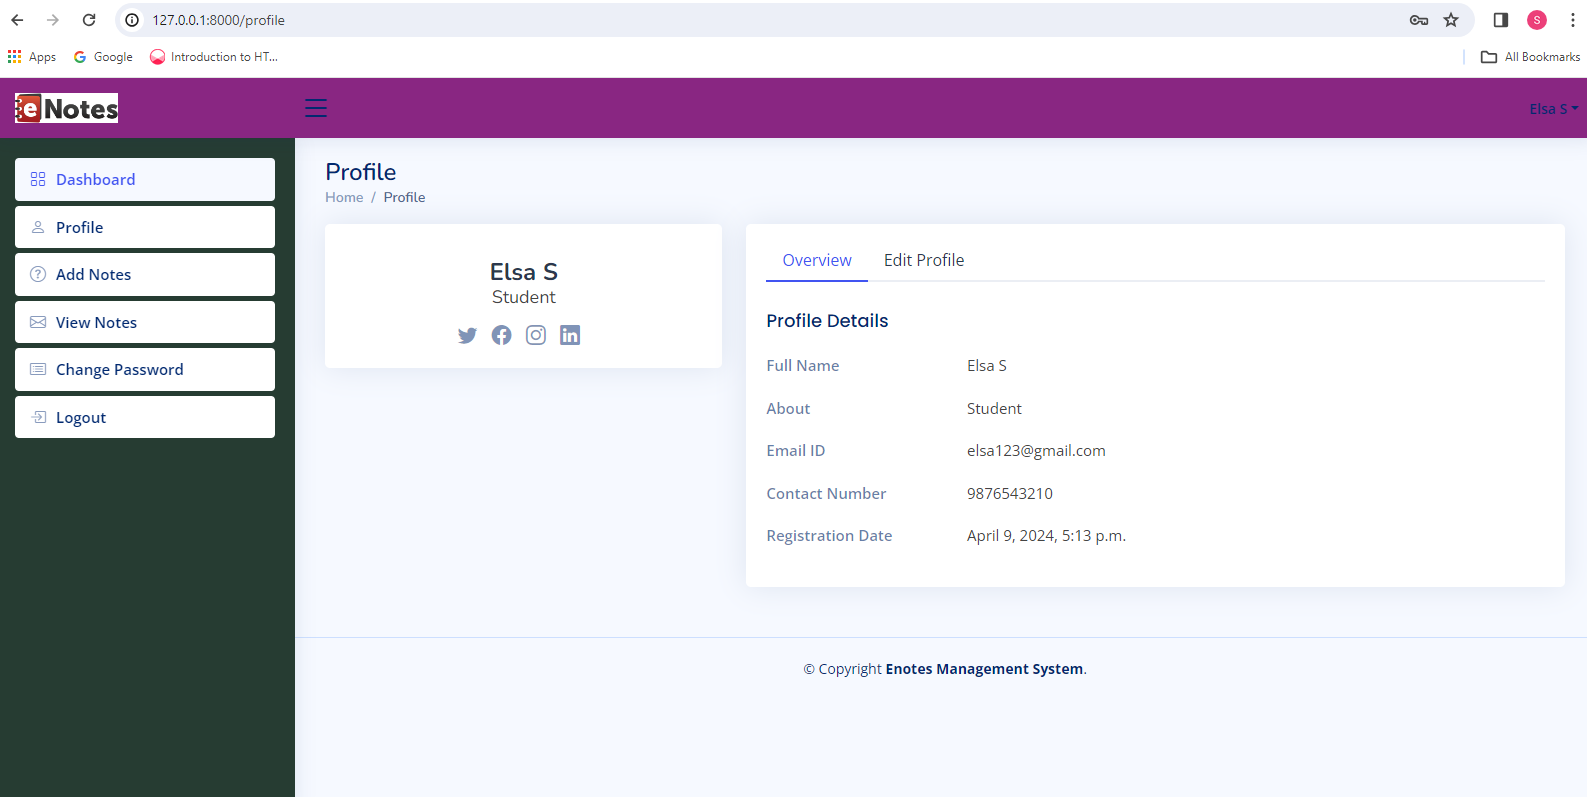 127.0.0.1:8000/profile
S
Apps
Google
Introduction to HT...
All Bookmarks
eNotes
Elsa S
Dashboard
Profile
Add Notes
View Notes
Change Password
Logout
Profile
Home / Profile
Elsa S
Student
Overview
Edit Profile
Profile Details
Full Name Elsa S
About Student
Email ID elsa123@gmail.com
Contact Number 9876543210
Registration Date April 9, 2024, 5:13 p.m.
© Copyright Enotes Management System.